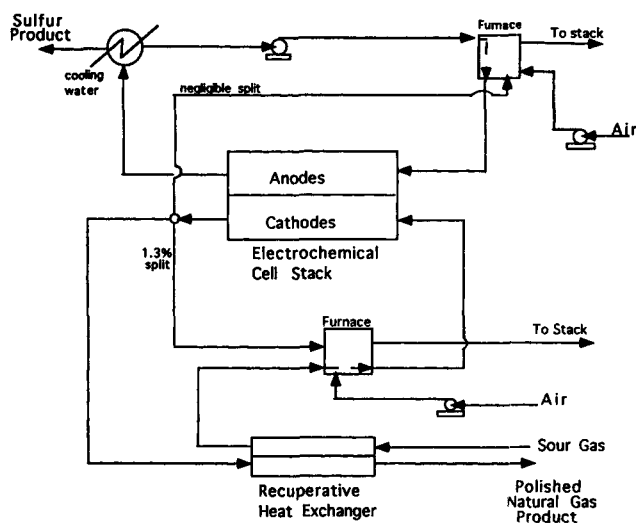 Sulfur
Product
Furnace
To stack
cooling
water
negligible split
Air
Anodes
Cathodes
1.3%
split
Electrochemical
Cell Stack
Furnace
To Stack
Air
Sour Gas
Recuperative
Heat Exchanger
Polished
Natural Gas
Product